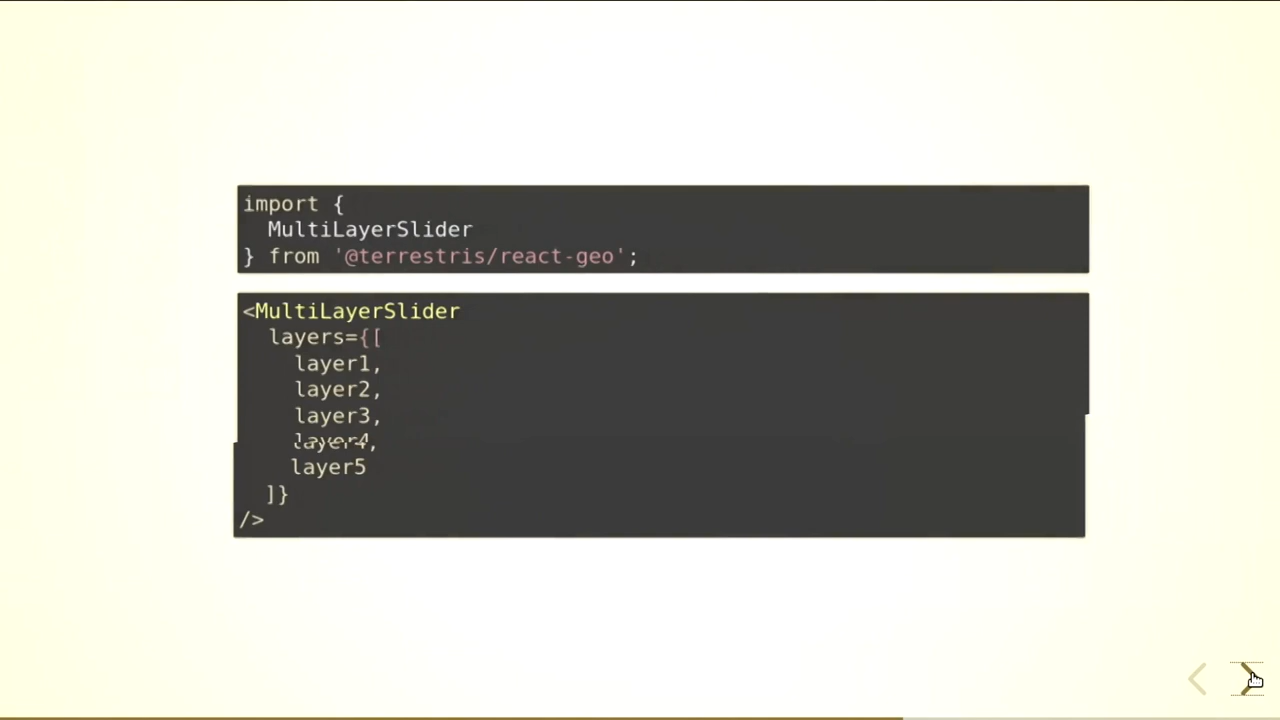 import {
  MultiLayerSlider
} from '@terrestris/react-geo';
<MultiLayerSlider
  layers={[
    layer1,
    layer2,
    layer3,
    layer4,
    layer5
  ]}
/>